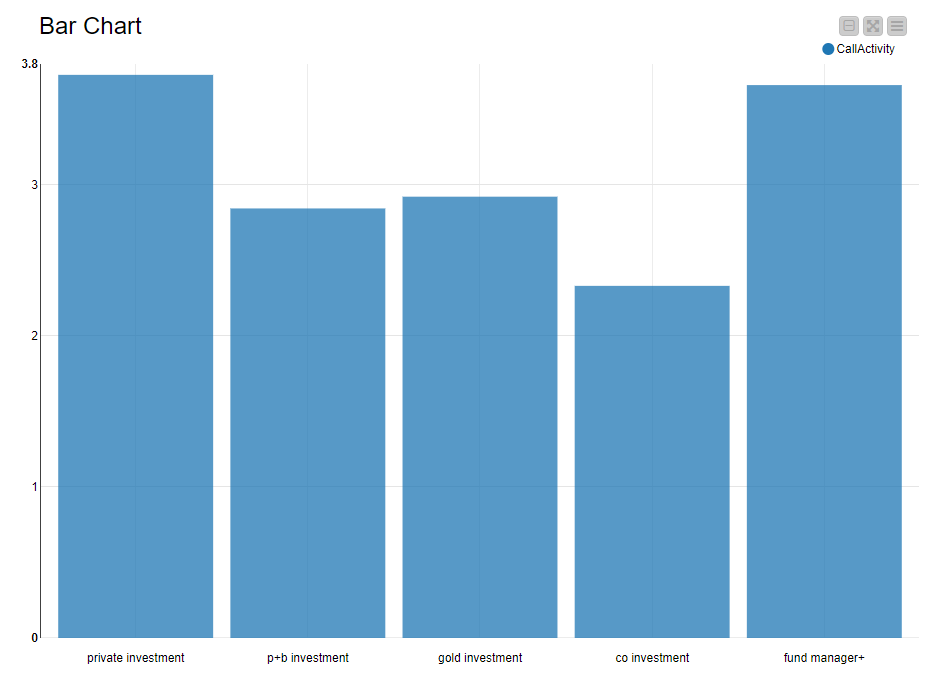 Bar Chart
CallActivity
3.8
3
2
1
0
private investment
p+b investment
gold investment
co investment
fund manager+